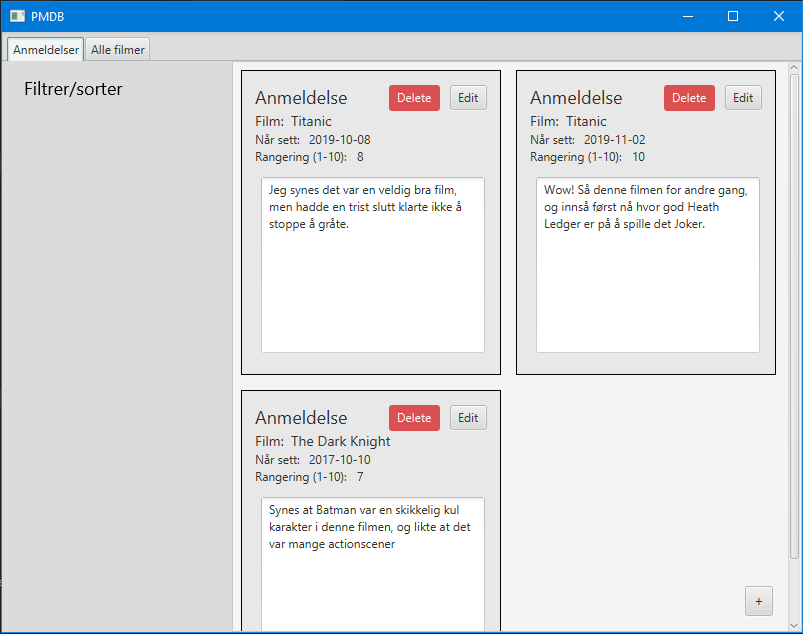 PMDB
Anmeldelser
Alle filmer
Filtrer/sorter
Anmeldelse
Delete
Edit
Film: Titanic
Når sett: 2019-10-08
Rangering (1-10): 8
Jeg synes det var en veldig bra film,
men hadde en trist slutt klarte ikke å
stoppe å gråte.
Anmeldelse
Delete
Edit
Film: Titanic
Når sett: 2019-11-02
Rangering (1-10): 10
Wow! Så denne filmen for andre gang,
og innså først nå hvor god Heath
Ledger er på å spille det Joker.
Anmeldelse
Delete
Edit
Film: The Dark Knight
Når sett: 2017-10-10
Rangering (1-10): 7
Synes at Batman var en skikkelig kul
karakter i denne filmen, og likte at det
var mange actionscener
+